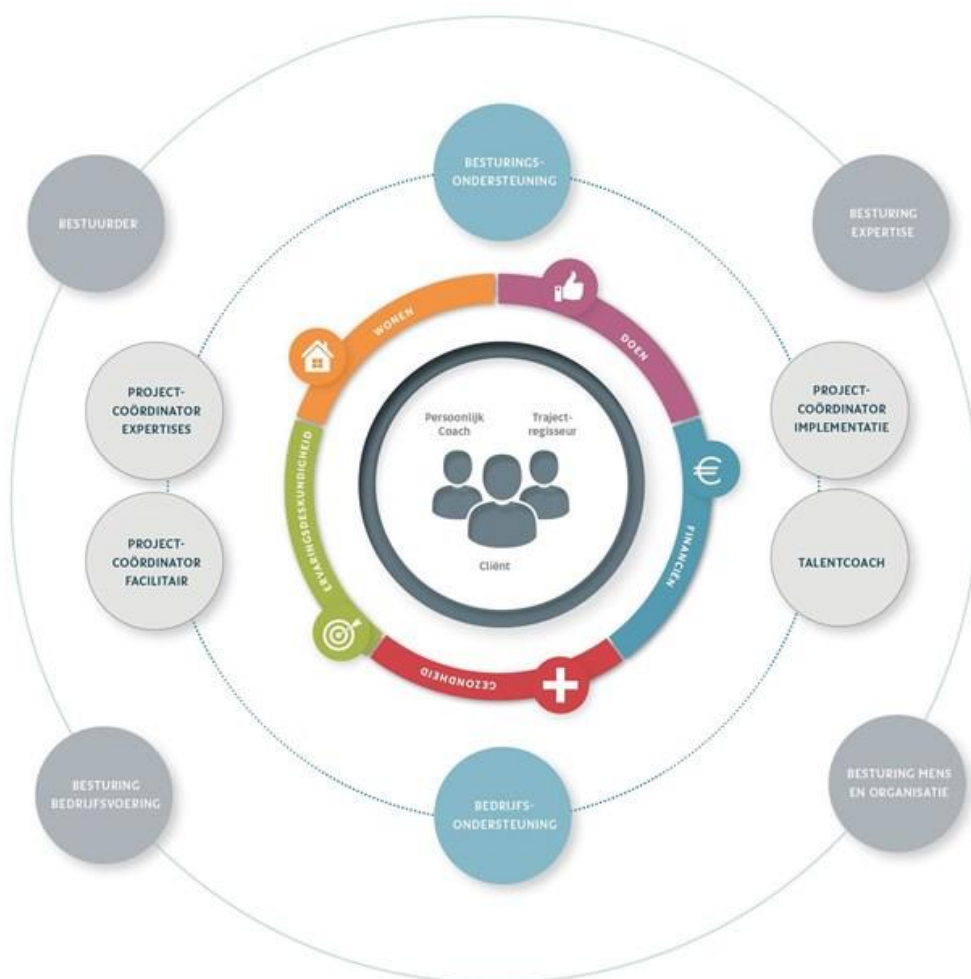 BESTURINGS-
ONDERSTEUNING
BESTUURDER
BESTURING
EXPERTISE
WONEN
DOEN
PROJECT-
COÖRDINATOR
EXPERTISES
PROJECT-
COÖRDINATOR
IMPLEMENTATIE
Persoonlijk
Coach
Traject-
regisseur
Cliënt
ERVARINGSDESKUNDIGHEID
FINANCIËN
PROJECT-
COÖRDINATOR
FACILITAIR
TALENTCOACH
GEZONDHEID
BESTURING
BEDRIJFSVOERING
BEDRIJFS-
ONDERSTEUNING
BESTURING MENS
EN ORGANISATIE